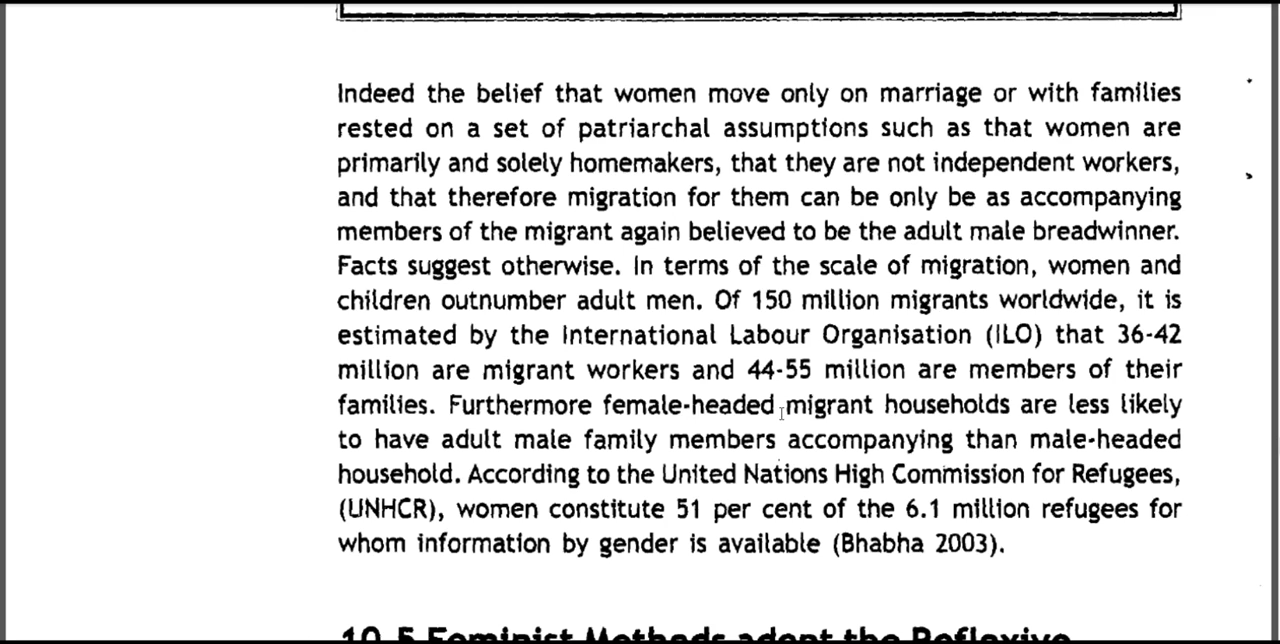 Indeed the belief that women move only on marriage or with families
rested on a set of patriarchal assumptions such as that women are
primarily and solely homemakers, that they are not independent workers,
and that therefore migration for them can be only be as accompanying
members of the migrant again believed to be the adult male breadwinner.
Facts suggest otherwise. In terms of the scale of migration, women and
children outnumber adult men. Of 150 million migrants worldwide, it is
estimated by the International Labour Organisation (ILO) that 36-42
million are migrant workers and 44-55 million are members of their
families. Furthermore female-headed migrant households are less likely
to have adult male family members accompanying than male-headed
household. According to the United Nations High Commission for Refugees,
(UNHCR), women constitute 51 per cent of the 6.1 million refugees for
whom information by gender is available (Bhabha 2003).
10.5 Feminist Methods adopt the Reflexive